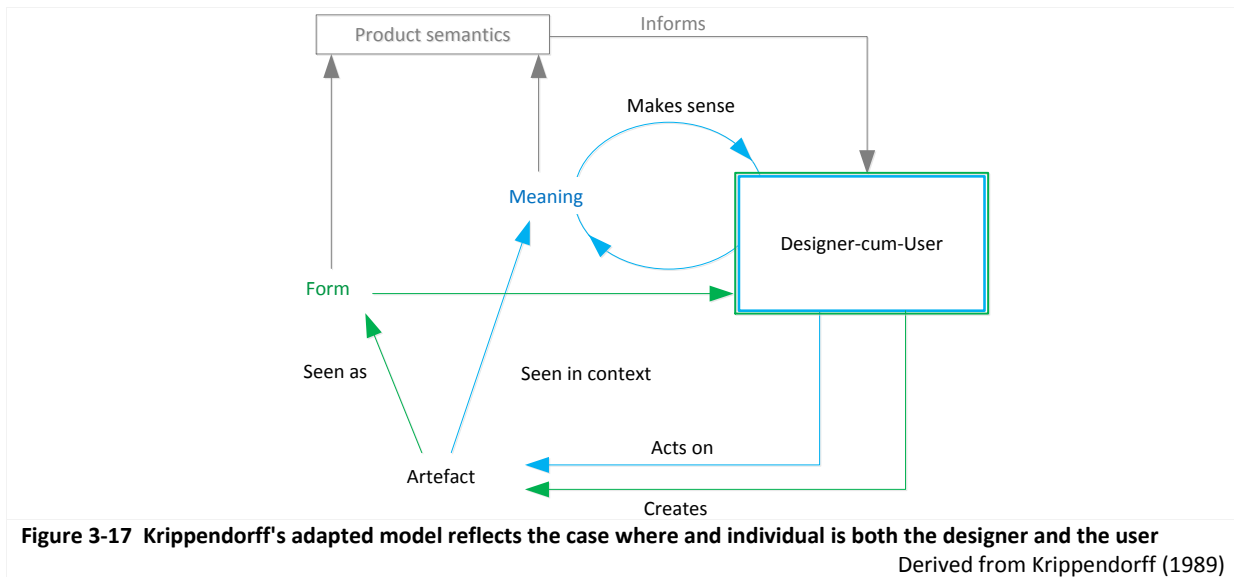 Product semantics
Informs
Makes sense
Meaning
Designer-cum-User
Form
Seen as
Seen in context
Acts on
Artefact
Creates
Figure 3-17 Krippendorff's adapted model reflects the case where and individual is both the designer and the user
Derived from Krippendorff (1989)